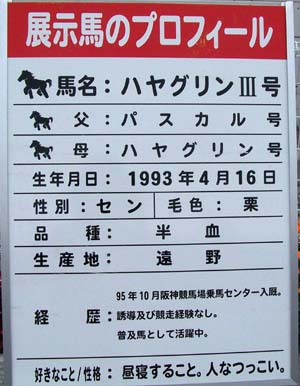 展示馬のプロフィール
馬名：ハヤグリンⅢ号
父：パスカル号
母：ハヤグリン号
生年月日：1993年4月16日
性別：セン 毛色：栗
品種：半血
生産地：遠野
95年10月阪神競馬場乗馬センター入厩。
経歴：誘導及び競走経験なし。
普及馬として活躍中。
好きなこと/性格：昼寝すること。人なつっこい。